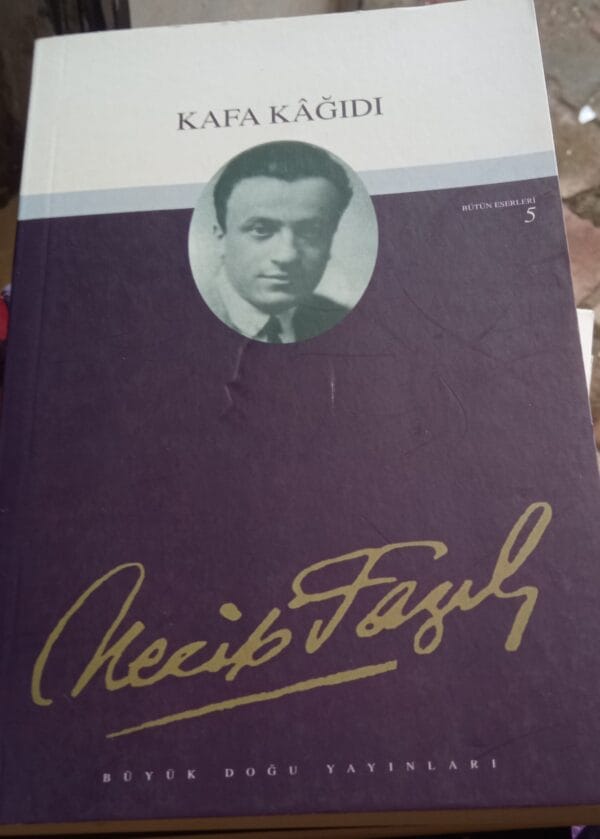 KAFA KÂĞIDI
BÜTÜN ESERLERİ
5
Necip Fazıl
BÜYÜK DOĞU YAYINLARI